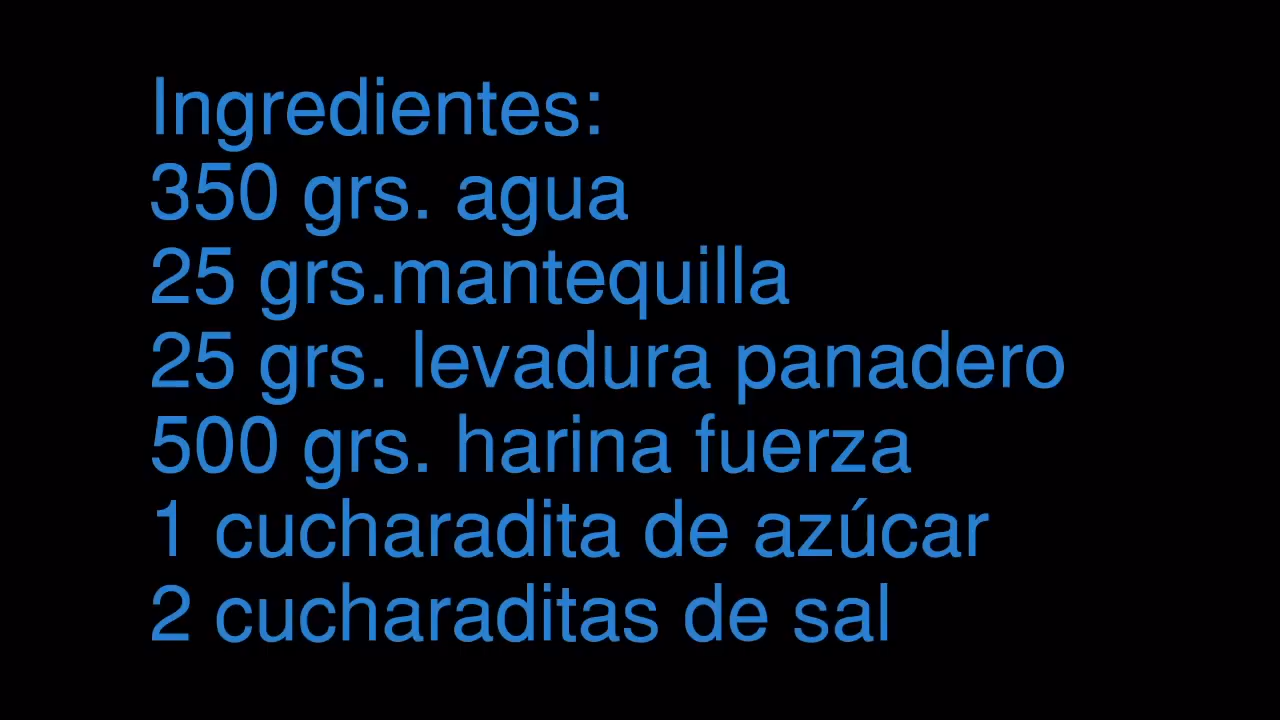 Ingredientes:
350 grs. agua
25 grs.mantequilla
25 grs. levadura panadero
500 grs. harina fuerza
1 cucharadita de azúcar
2 cucharaditas de sal